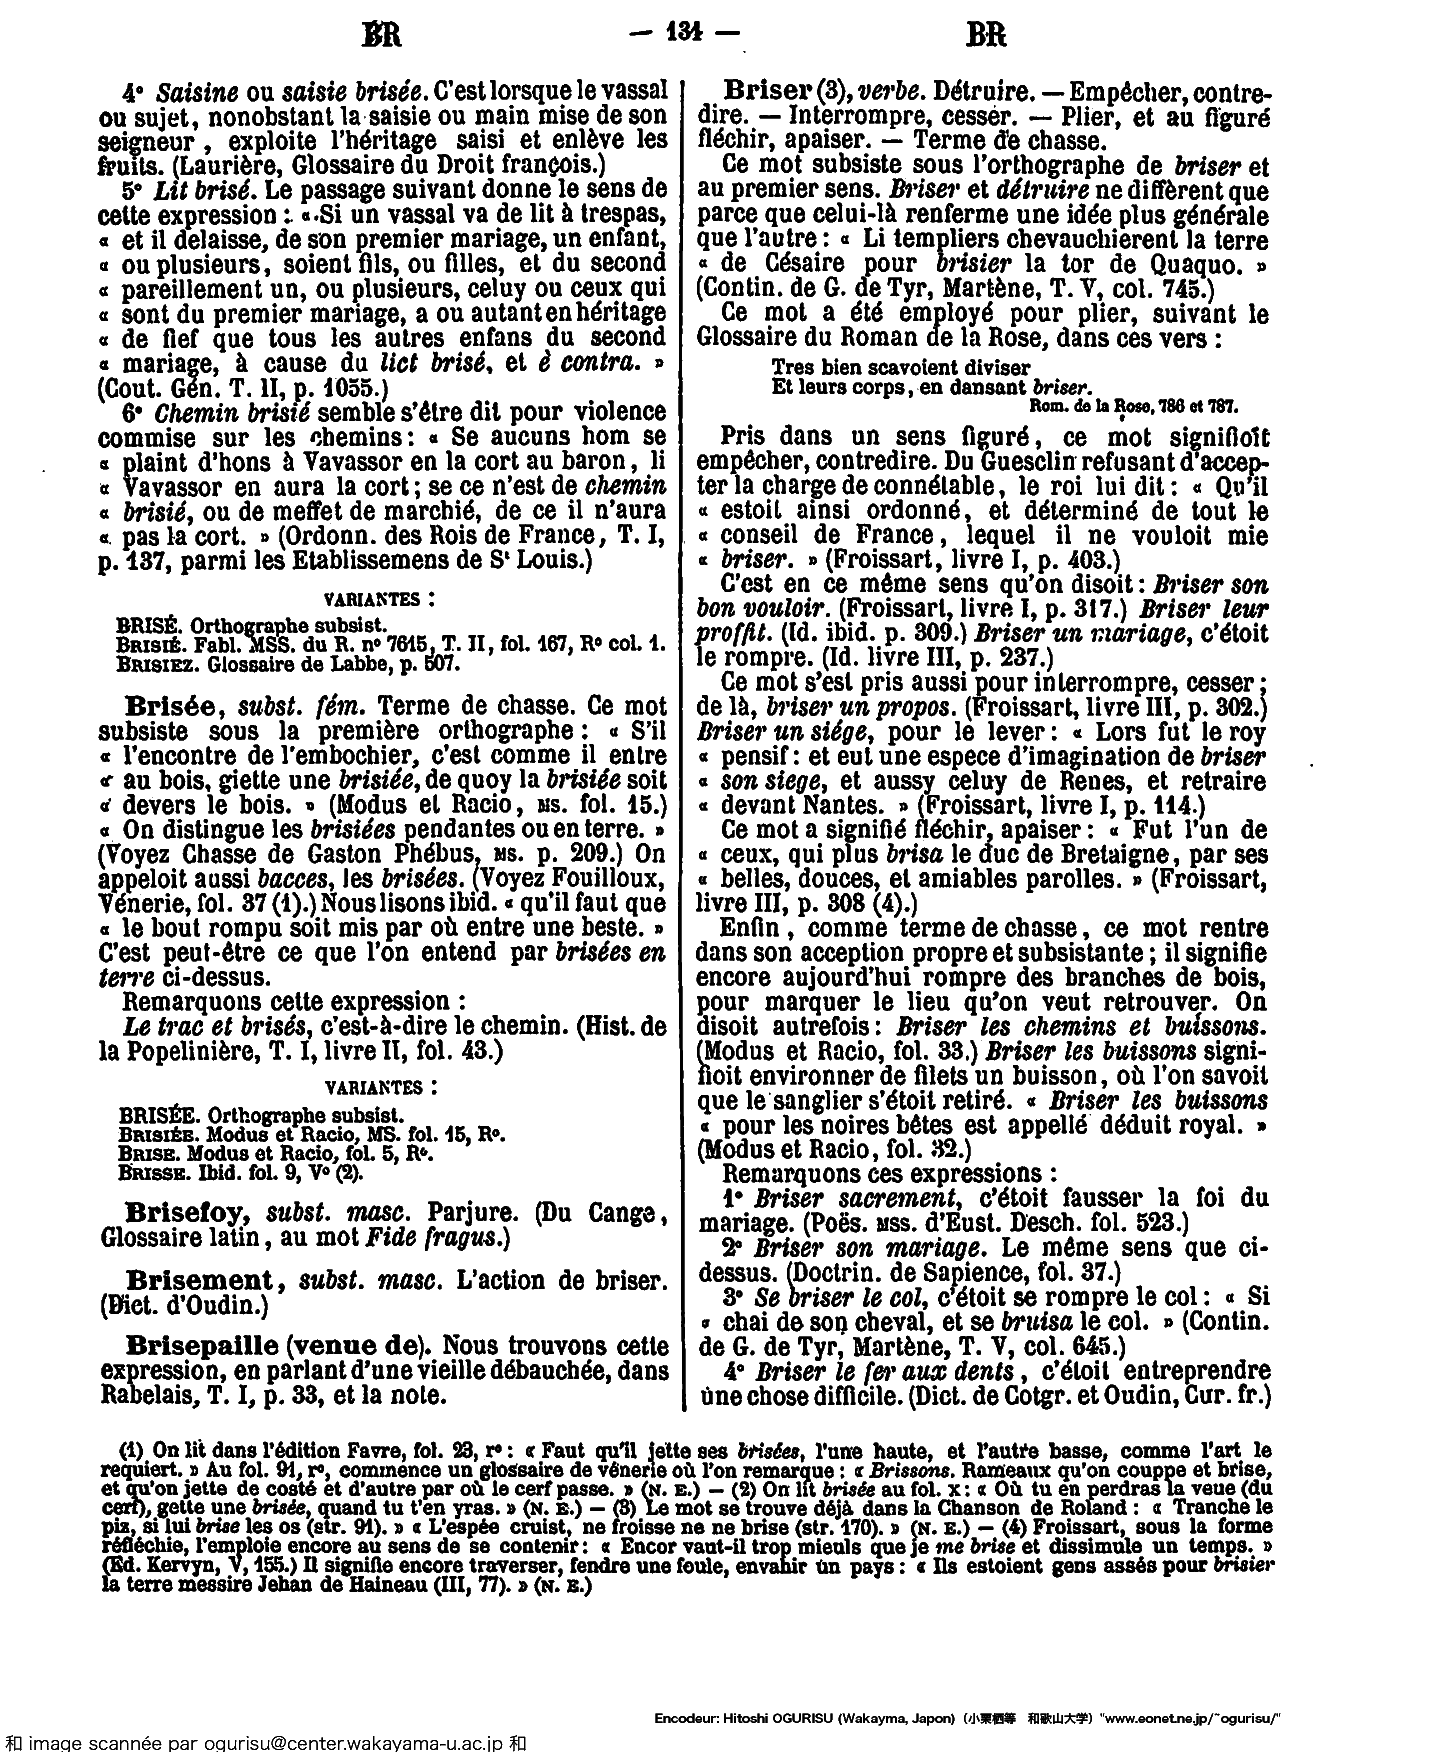 BR — 131 — BR
4° Saisine ou saisie brisée. C'est lorsque le vassal
ou sujet, nonobstant la saisie ou main mise de son
seigneur, exploite l'héritage saisi et enlève les
fruits. (Laurière, Glossaire du Droit françois.)
5° Lit brisé. Le passage suivant donne le sens de
cette expression : « Si un vassal va de lit à trespas,
« et il delaisse, de son premier mariage, un enfant,
« ou plusieurs, soient fils, ou filles, et du second
« pareillement un, ou plusieurs, celuy ou ceux qui
« sont du premier mariage, a ou autant en héritage
« de fief que tous les autres enfans du second
« mariage, à cause du lict brisé, et è contra. »
(Cout. Gén. T. II, p. 1055.)
6° Chemin brisié semble s'être dit pour violence
commise sur les chemins : « Se aucuns hom se
« plaint d'hons à Vavassor en la cort au baron, li
« Vavassor en aura la cort ; se ce n'est de chemin
« brisié, ou de meffet de marchié, de ce il n'aura
« pas la cort. » (Ordonn. des Rois de France, T. I,
p. 137, parmi les Etablissemens de St Louis.)
VARIANTES :
BRISÉ. Orthographe subsist.
BRISIÉ. Fabl. MSS. du R. n° 7615, T. II, fol. 167, R° col. 1.
BRISIEZ. Glossaire de Labbe, p. 507.
Brisée, subst. fém. Terme de chasse. Ce mot
subsiste sous la première orthographe : « S'il
« l'encontre de l'embochier, c'est comme il entre
« au bois, giette une brisiée, de quoy la brisiée soit
« devers le bois. » (Modus et Racio, MS. fol. 15.)
« On distingue les brisiées pendantes ou en terre. »
(Voyez Chasse de Gaston Phébus, MS. p. 209.) On
appeloit aussi bacces, les brisées. (Voyez Fouilloux,
Vénerie, fol. 37 (1).) Nous lisons ibid. « qu'il faut que
« le bout rompu soit mis par où entre une beste. »
C'est peut-être ce que l'on entend par brisées en
terre ci-dessus.
Remarquons cette expression :
Le trac et brisés, c'est-à-dire le chemin. (Hist. de
la Popelinière, T. I, livre II, fol. 43.)
VARIANTES :
BRISÉE. Orthographe subsist.
BRISIÉE. Modus et Racio, MS. fol. 15, R°.
BRISE. Modus et Racio, fol. 5, R°.
BRISSE. Ibid. fol. 9, V° (2).
Brisefoy, subst. masc. Parjure. (Du Cange,
Glossaire latin, au mot Fide fragus.)
Brisement, subst. masc. L'action de briser.
(Dict. d'Oudin.)
Brisepaille (venue de). Nous trouvons cette
expression, en parlant d'une vieille débauchée, dans
Rabelais, T. I, p. 33, et la note.
Briser (3), verbe. Détruire. — Empêcher, contre-
dire. — Interrompre, cesser. — Plier, et au figuré
fléchir, apaiser. — Terme de chasse.
Ce mot subsiste sous l'orthographe de briser et
au premier sens. Briser et détruire ne diffèrent que
parce que celui-là renferme une idée plus générale
que l'autre : « Li templiers chevauchierent la terre
« de Césaire pour brisier la tor de Quaquo. »
(Contin. de G. de Tyr, Martène, T. V, col. 745.)
Ce mot a été employé pour plier, suivant le
Glossaire du Roman de la Rose, dans ces vers :
Tres bien scavoient diviser
Et leurs corps, en dansant briser.
Rom. de la Rose, 786 et 787.
Pris dans un sens figuré, ce mot signifioit
empêcher, contredire. Du Guesclin refusant d'accep-
ter la charge de connétable, le roi lui dit : « Qu'il
« estoit ainsi ordonné, et déterminé de tout le
« conseil de France, lequel il ne vouloit mie
« briser. » (Froissart, livre I, p. 403.)
C'est en ce même sens qu'on disoit : Briser son
bon vouloir. (Froissart, livre I, p. 317.) Briser leur
proffit. (Id. ibid. p. 309.) Briser un mariage, c'étoit
le rompre. (Id. livre III, p. 237.)
Ce mot s'est pris aussi pour interrompre, cesser ;
de là, briser un propos. (Froissart, livre III, p. 302.)
Briser un siége, pour le lever : « Lors fut le roy
« pensif : et eut une espece d'imagination de briser
« son siege, et aussy celuy de Renes, et retraire
« devant Nantes. » (Froissart, livre I, p. 114.)
Ce mot a signifié fléchir, apaiser : « Fut l'un de
« ceux, qui plus brisa le duc de Bretaigne, par ses
« belles, douces, et amiables parolles. » (Froissart,
livre III, p. 308 (4).)
Enfin, comme terme de chasse, ce mot rentre
dans son acception propre et subsistante ; il signifie
encore aujourd'hui rompre des branches de bois,
pour marquer le lieu qu'on veut retrouver. On
disoit autrefois : Briser les chemins et buissons.
(Modus et Racio, fol. 33.) Briser les buissons signi-
fioit environner de filets un buisson, où l'on savoit
que le sanglier s'étoit retiré. « Briser les buissons
« pour les noires bêtes est appellé déduit royal. »
(Modus et Racio, fol. 32.)
Remarquons ces expressions :
1° Briser sacrement, c'étoit fausser la foi du
mariage. (Poës. MSS. d'Eust. Desch. fol. 523.)
2° Briser son mariage. Le même sens que ci-
dessus. (Doctrin. de Sapience, fol. 37.)
3° Se briser le col, c'étoit se rompre le col : « Si
« chai de son cheval, et se bruisa le col. » (Contin.
de G. de Tyr, Martène, T. V, col. 645.)
4° Briser le fer aux dents, c'étoit entreprendre
une chose difficile. (Dict. de Cotgr. et Oudin, Cur. fr.)
(1) On lit dans l'édition Favre, fol. 23, r° : « Faut qu'il jette ses brisées, l'une haute, et l'autre basse, comme l'art le
requiert. » Au fol. 91, r°, commence un glossaire de vénerie où l'on remarque : « Brissons. Rameaux qu'on couppe et brise,
et qu'on jette de costé et d'autre par où le cerf passe. » (N. E.) — (2) On lit brisée au fol. X : « Où tu en perdras la veue (du
cerf), gette une brisée, quand tu t'en yras. » (N. E.) — (3) Le mot se trouve déjà dans la Chanson de Roland : « Tranche le
piz, si lui brise les os (str. 91). » « L'espée cruist, ne froisse ne ne brise (str. 170). » (N. E.) — (4) Froissart, sous la forme
réfléchie, l'emploie encore au sens de se contenir : « Encor vaut-il trop mieuls que je me brise et dissimule un temps. »
(Ed. Kervyn, V, 155.) Il signifie encore traverser, fendre une foule, envahir un pays : « Ils estoient gens assés pour brisier
la terre messire Jehan de Haineau (III, 77). » (N. E.)
Encodeur: Hitoshi OGURISU (Wakayma, Japon) (小栗栖等 和歌山大学) "www.eonet.ne.jp/~ogurisu/"
和 image scannée par ogurisu@center.wakayama-u.ac.jp 和